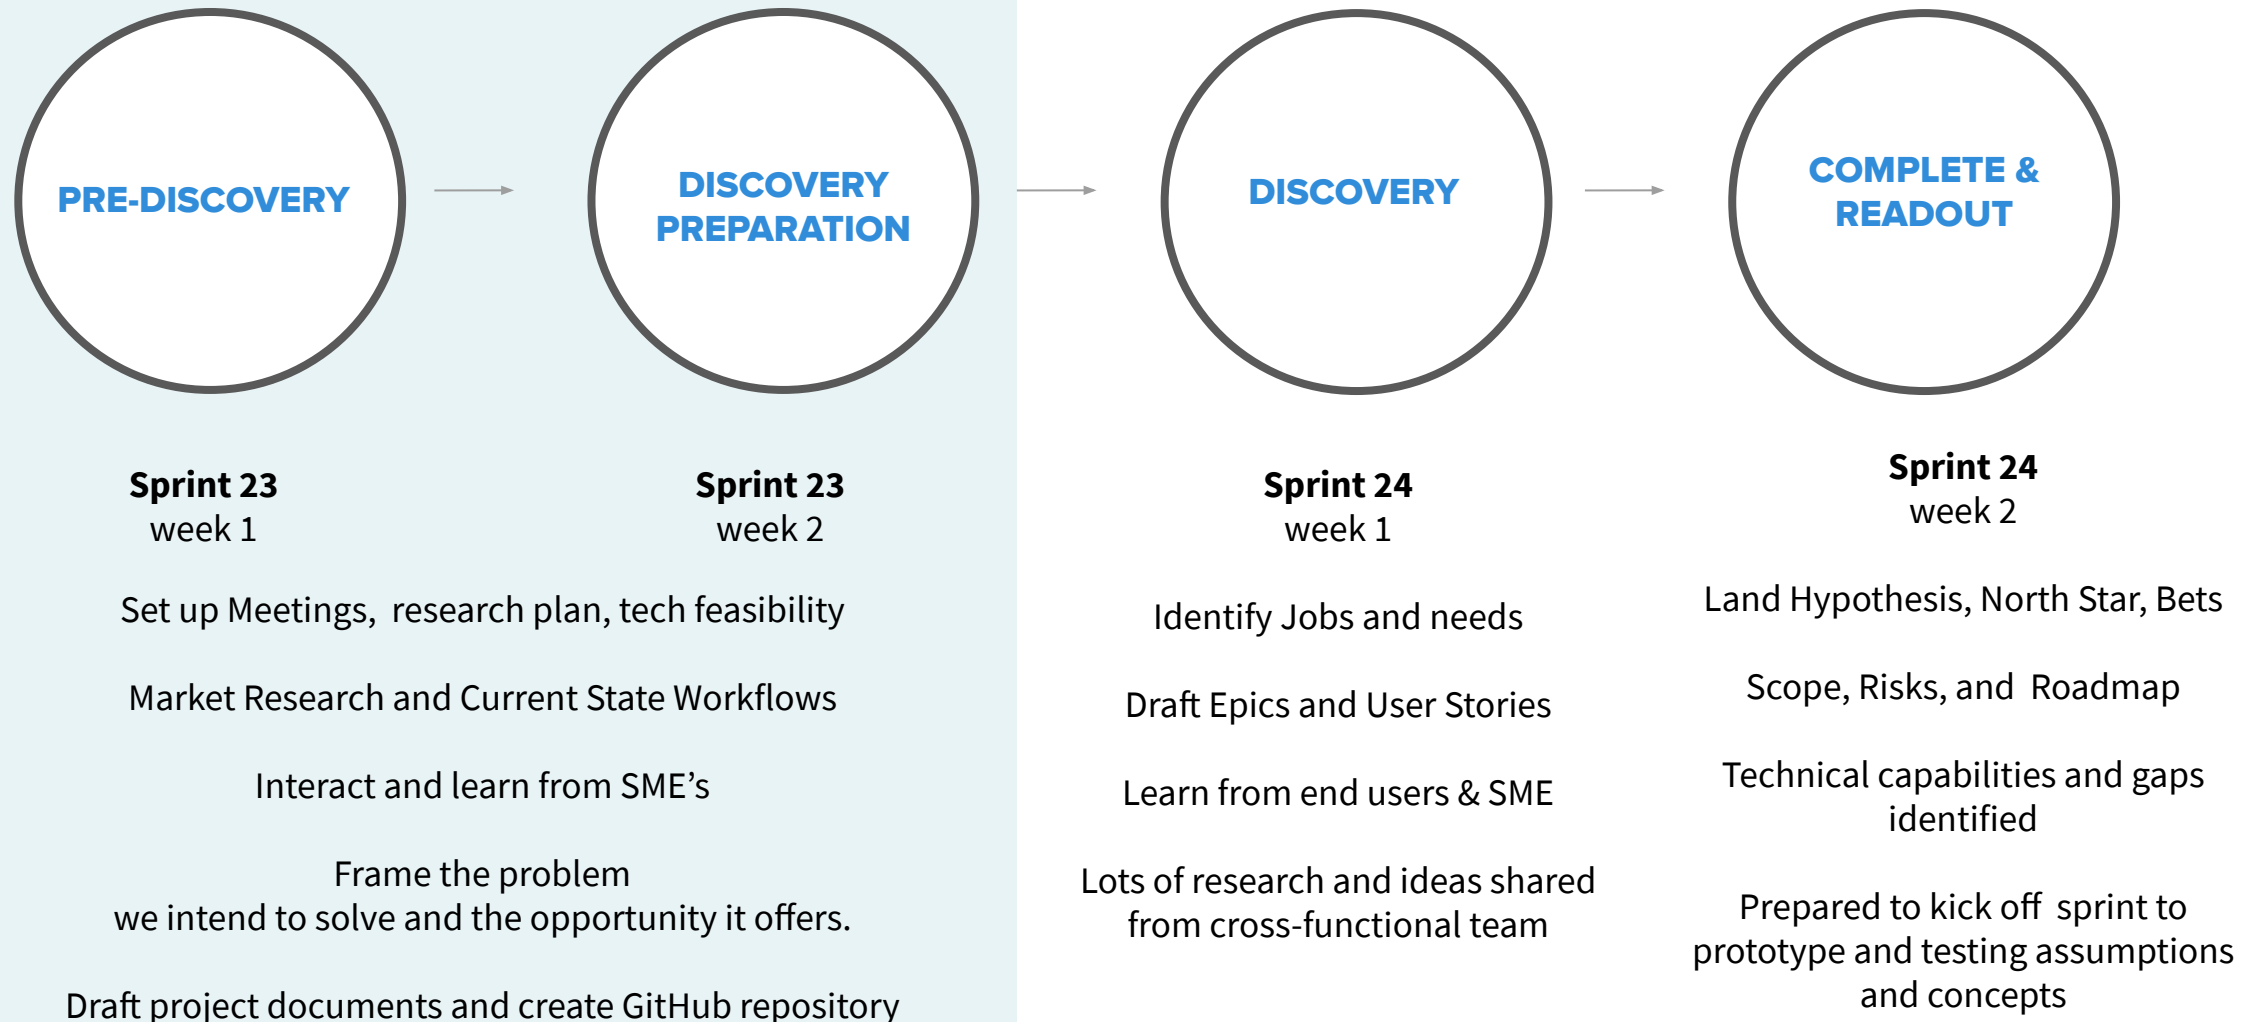 PRE-DISCOVERY
DISCOVERY
PREPARATION
DISCOVERY
COMPLETE &
READOUT
Sprint 23
week 1
Sprint 23
week 2
Set up Meetings,  research plan, tech feasibility
Market Research and Current State Workflows
Interact and learn from SME’s
Frame the problem
we intend to solve and the opportunity it offers.
Draft project documents and create GitHub repository
Sprint 24
week 1
Identify Jobs and needs
Draft Epics and User Stories
Learn from end users & SME
Lots of research and ideas shared
from cross-functional team
Sprint 24
week 2
Land Hypothesis, North Star, Bets
Scope, Risks, and  Roadmap
Technical capabilities and gaps
identified
Prepared to kick off  sprint to
prototype and testing assumptions
and concepts